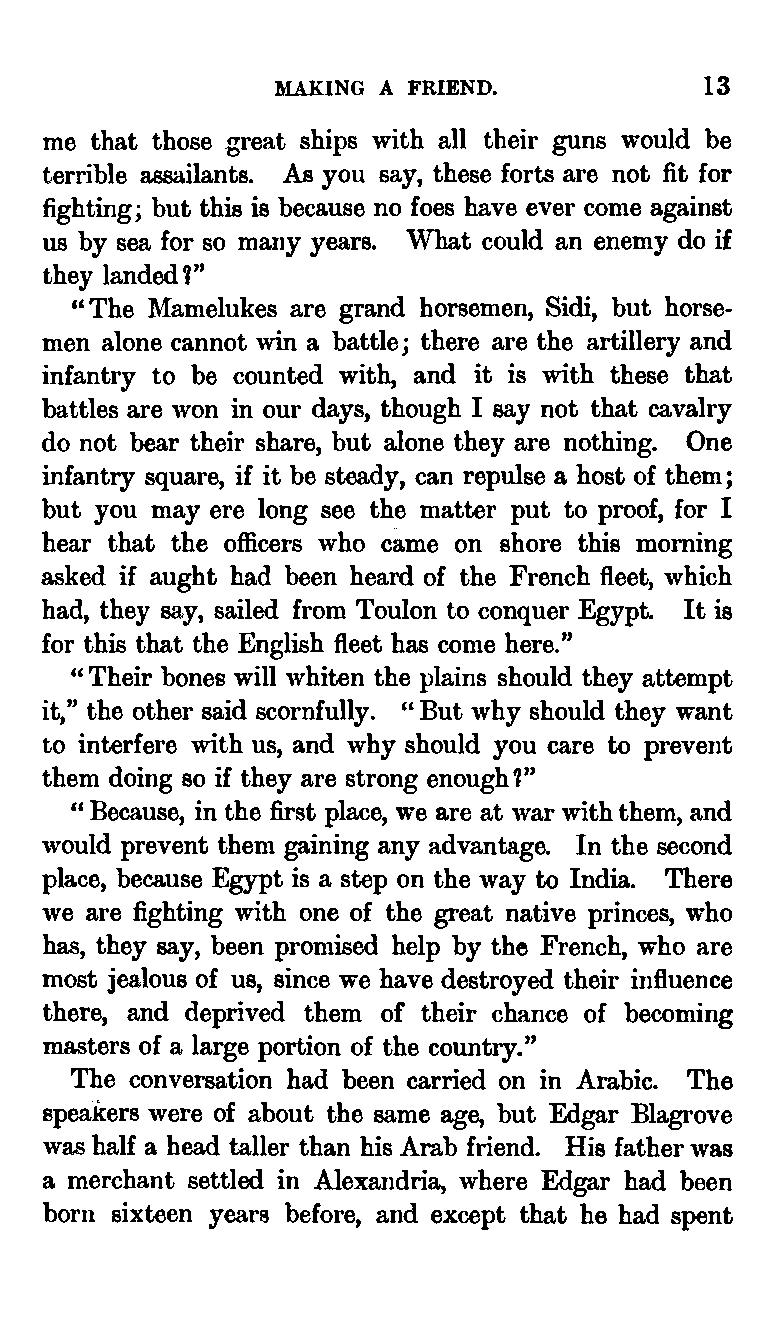 MAKING A FRIEND. 13
me that those great ships with all their guns would be
terrible assailants. As you say, these forts are not fit for
fighting; but this is because no foes have ever come against
us by sea for so many years. What could an enemy do if
they landed?"
"The Mamelukes are grand horsemen, Sidi, but horse-
men alone cannot win a battle; there are the artillery and
infantry to be counted with, and it is with these that
battles are won in our days, though I say not that cavalry
do not bear their share, but alone they are nothing. One
infantry square, if it be steady, can repulse a host of them;
but you may ere long see the matter put to proof, for I
hear that the officers who came on shore this morning
asked if aught had been heard of the French fleet, which
had, they say, sailed from Toulon to conquer Egypt. It is
for this that the English fleet has come here."
"Their bones will whiten the plains should they attempt
it," the other said scornfully. "But why should they want
to interfere with us, and why should you care to prevent
them doing so if they are strong enough?"
"Because, in the first place, we are at war with them, and
would prevent them gaining any advantage. In the second
place, because Egypt is a step on the way to India. There
we are fighting with one of the great native princes, who
has, they say, been promised help by the French, who are
most jealous of us, since we have destroyed their influence
there, and deprived them of their chance of becoming
masters of a large portion of the country."
The conversation had been carried on in Arabic. The
speakers were of about the same age, but Edgar Blagrove
was half a head taller than his Arab friend. His father was
a merchant settled in Alexandria, where Edgar had been
born sixteen years before, and except that he had spent